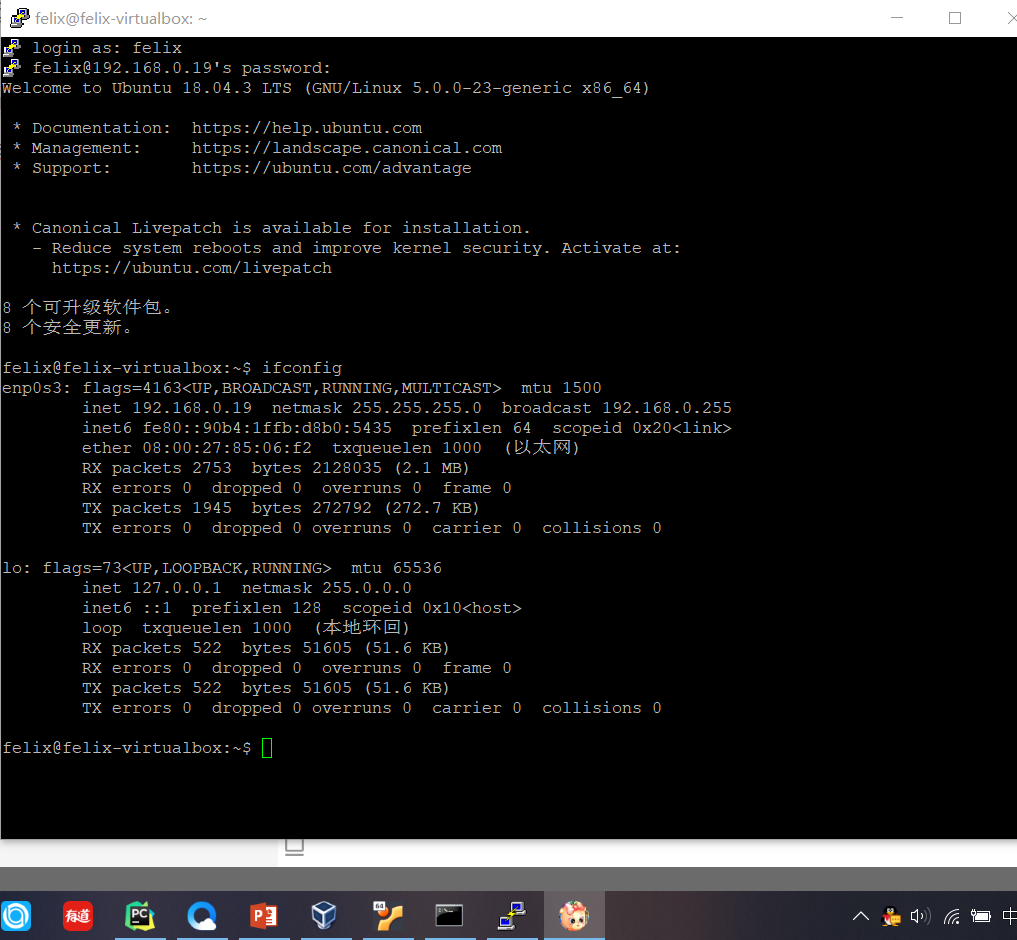 felix@felix-virtualbox: ~
login as: felix
felix@192.168.0.19's password:
Welcome to Ubuntu 18.04.3 LTS (GNU/Linux 5.0.0-23-generic x86_64)
* Documentation:  https://help.ubuntu.com
* Management:     https://landscape.canonical.com
* Support:        https://ubuntu.com/advantage
* Canonical Livepatch is available for installation.
- Reduce system reboots and improve kernel security. Activate at:
https://ubuntu.com/livepatch
8 个可升级软件包。
8 个安全更新。
felix@felix-virtualbox:~$ ifconfig
enp0s3: flags=4163<UP,BROADCAST,RUNNING,MULTICAST>  mtu 1500
inet 192.168.0.19  netmask 255.255.255.0  broadcast 192.168.0.255
inet6 fe80::90b4:1ffb:d8b0:5435  prefixlen 64  scopeid 0x20<link>
ether 08:00:27:85:06:f2  txqueuelen 1000  (以太网)
RX packets 2753  bytes 2128035 (2.1 MB)
RX errors 0  dropped 0  overruns 0  frame 0
TX packets 1945  bytes 272792 (272.7 KB)
TX errors 0  dropped 0 overruns 0  carrier 0  collisions 0
lo: flags=73<UP,LOOPBACK,RUNNING>  mtu 65536
inet 127.0.0.1  netmask 255.0.0.0
inet6 ::1  prefixlen 128  scopeid 0x10<host>
loop  txqueuelen 1000  (本地环回)
RX packets 522  bytes 51605 (51.6 KB)
RX errors 0  dropped 0  overruns 0  frame 0
TX packets 522  bytes 51605 (51.6 KB)
TX errors 0  dropped 0 overruns 0  carrier 0  collisions 0
felix@felix-virtualbox:~$
有道 PC P 64 中